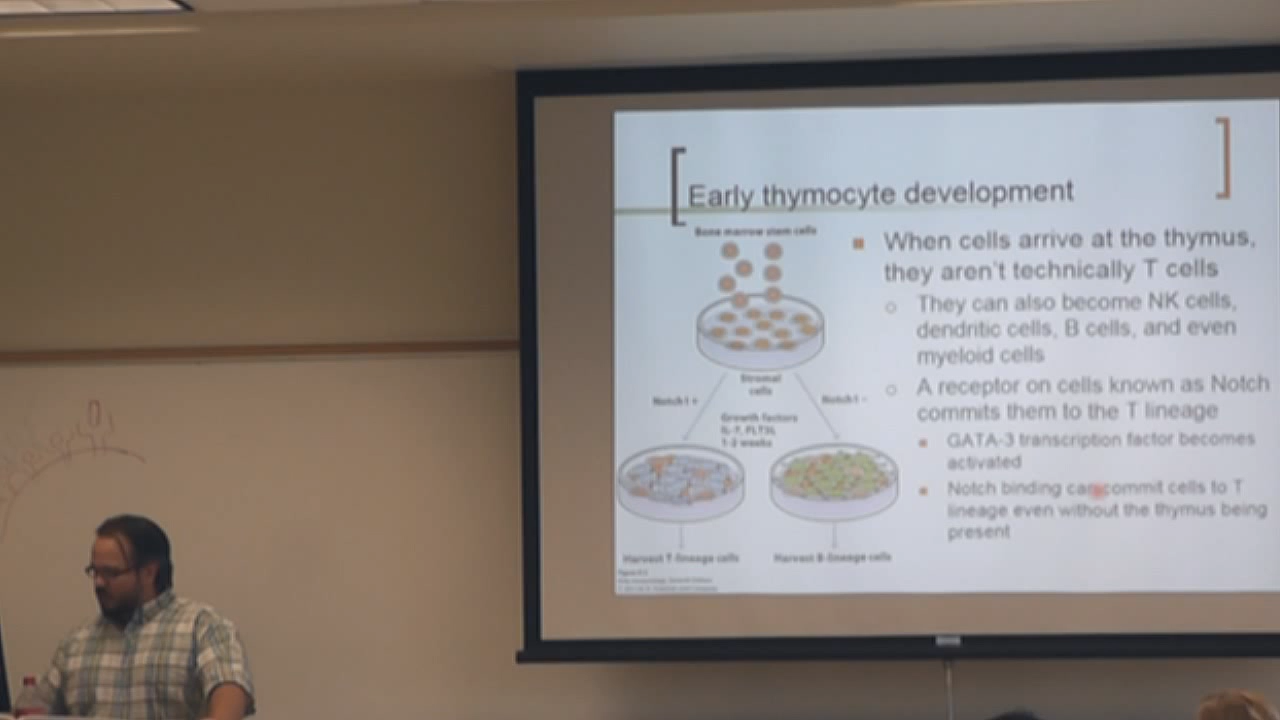 Early thymocyte development
Bone marrow stem cells
Stromal
cells
Notch1+
Notch1-
Growth factors
IL-7, FLT3L
1-2 weeks
Harvest T-lineage cells
Harvest B-lineage cells
When cells arrive at the thymus,
they aren't technically T cells
They can also become NK cells,
dendritic cells, B cells, and even
myeloid cells
A receptor on cells known as Notch
commits them to the T lineage
GATA-3 transcription factor becomes
activated
Notch binding can commit cells to T
lineage even without the thymus being
present